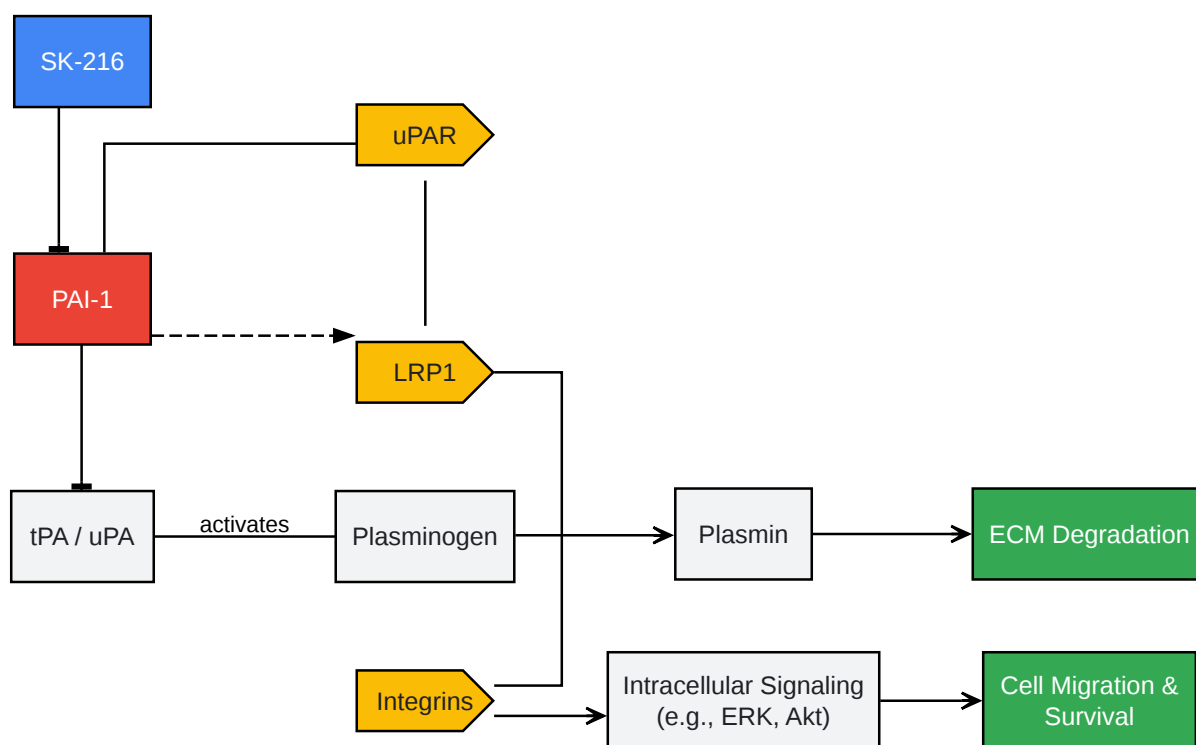 SK-216
uPAR
PAI-1
LRP1
tPA / uPA
activates
Plasminogen
Plasmin
ECM Degradation
Integrins
Intracellular Signaling
(e.g., ERK, Akt)
Cell Migration &
Survival